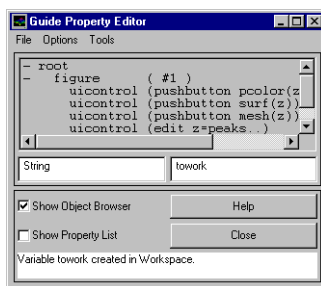 Guide Property Editor
File Options Tools
- root
- figure ( #1 )
uicontrol (pushbutton pcolor(z
uicontrol (pushbutton surf(z))
uicontrol (pushbutton mesh(z))
uicontrol (edit z=peaks..)
String towork
Show Object Browser Help
Show Property List Close
Variable towork created in Workspace.